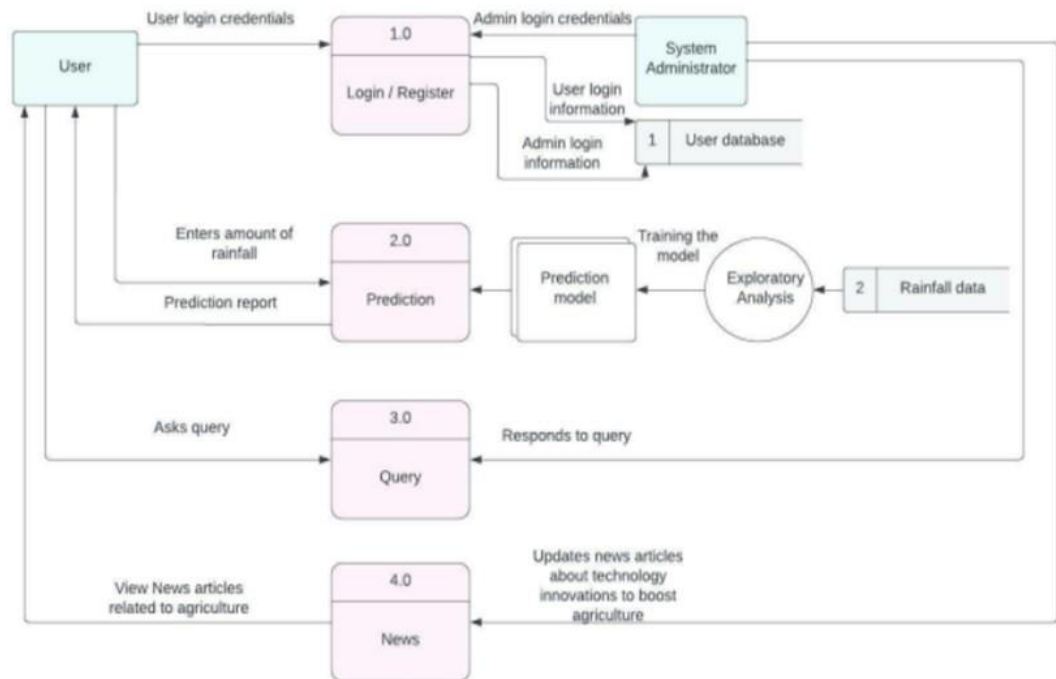 User login credentials
Admin login credentials
1.0
User
System
Administrator
Login / Register
User login
information
1
User database
Admin login
information
Enters amount of
rainfall
2.0
Training the
model
Prediction
model
Exploratory
Analysis
2
Rainfall data
Prediction report
Prediction
3.0
Asks query
Responds to query
Query
4.0
Updates news articles
about technology
innovations to boost
agriculture
View News articles
related to agriculture
News